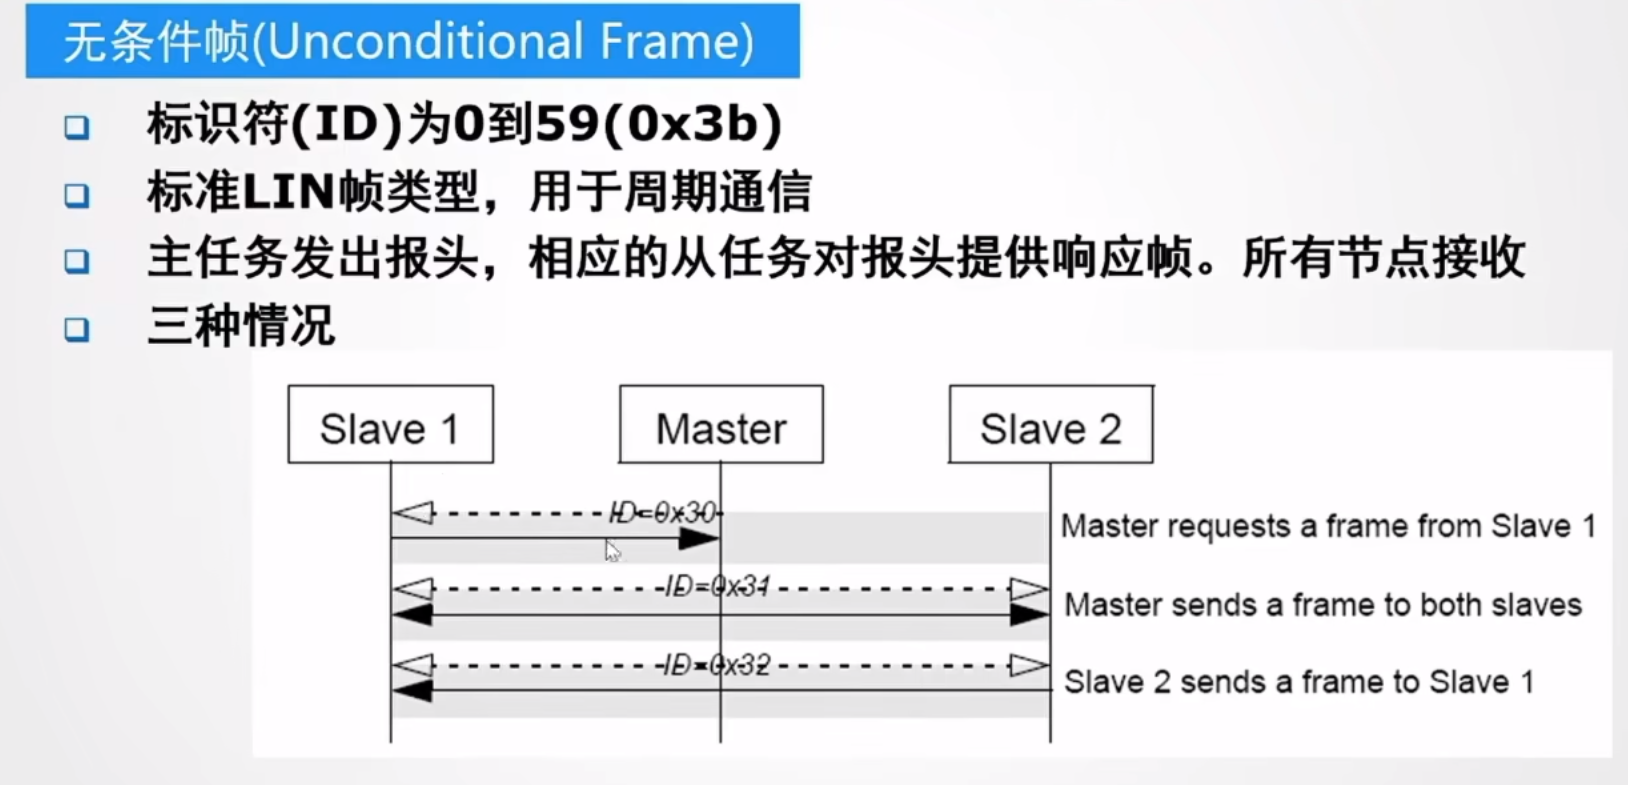 无条件帧(Unconditional Frame)
标识符(ID)为0到59(0x3b)
标准LIN帧类型，用于周期通信
主任务发出报头，相应的从任务对报头提供响应帧。所有节点接收
三种情况
Slave 1
Master
Slave 2
ID=0x30
Master requests a frame from Slave 1
ID=0x31
Master sends a frame to both slaves
ID=0x32
Slave 2 sends a frame to Slave 1